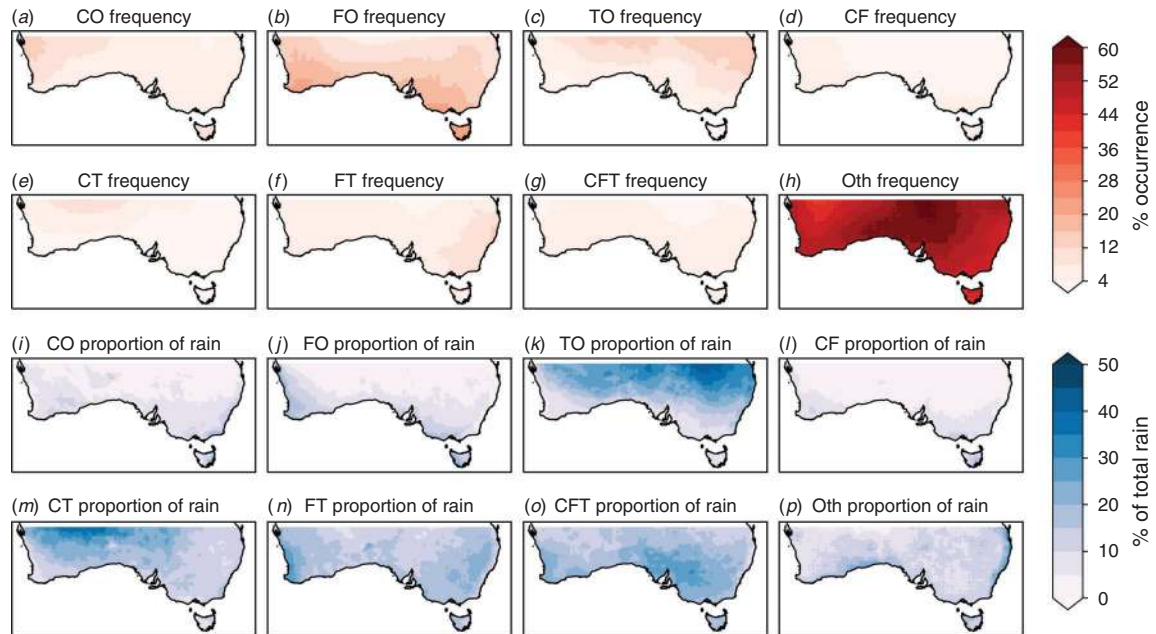 (a) CO frequency
(b) FO frequency
(c) TO frequency
(d) CF frequency
60
52
44
36
28
20
12
4
% occurrence
(e) CT frequency
(f) FT frequency
(g) CFT frequency
(h) Oth frequency
(i) CO proportion of rain
(j) FO proportion of rain
(k) TO proportion of rain
(l) CF proportion of rain
50
40
30
20
10
0
% of total rain
(m) CT proportion of rain
(n) FT proportion of rain
(o) CFT proportion of rain
(p) Oth proportion of rain